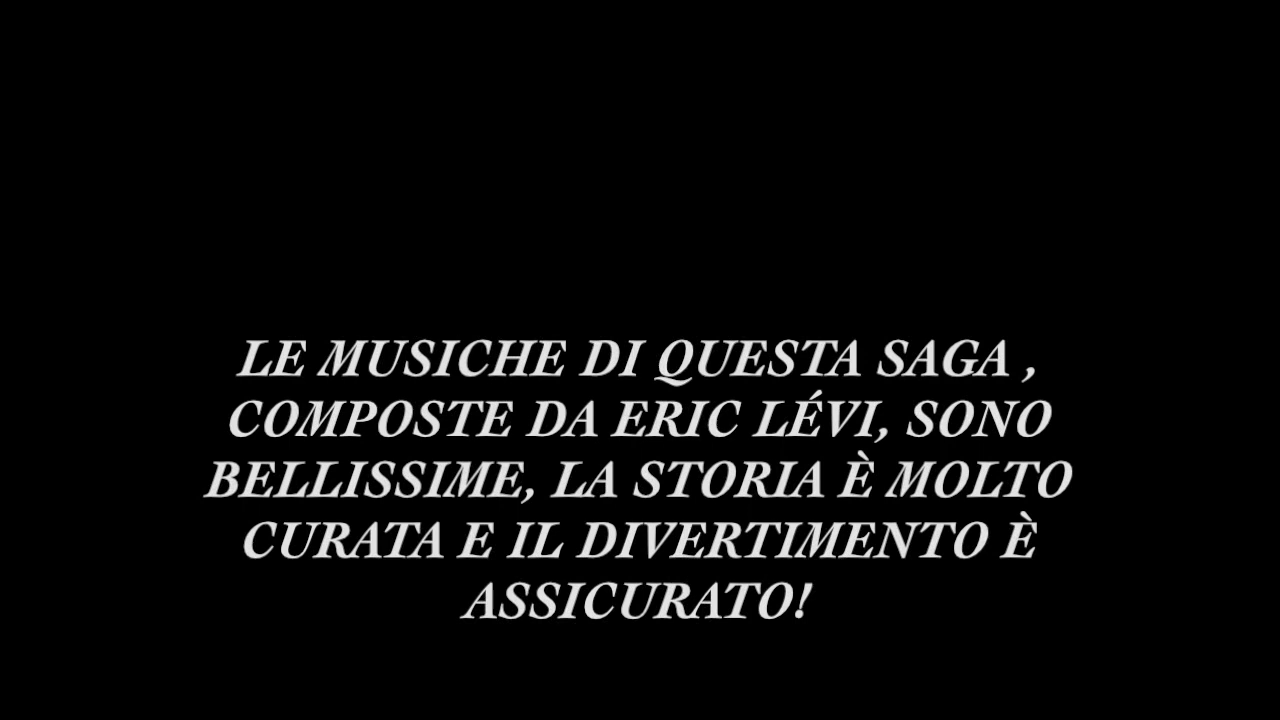 LE MUSICHE DI QUESTA SAGA ,
COMPOSTE DA ERIC LÉVI, SONO
BELLISSIME, LA STORIA È MOLTO
CURATA E IL DIVERTIMENTO È
ASSICURATO!